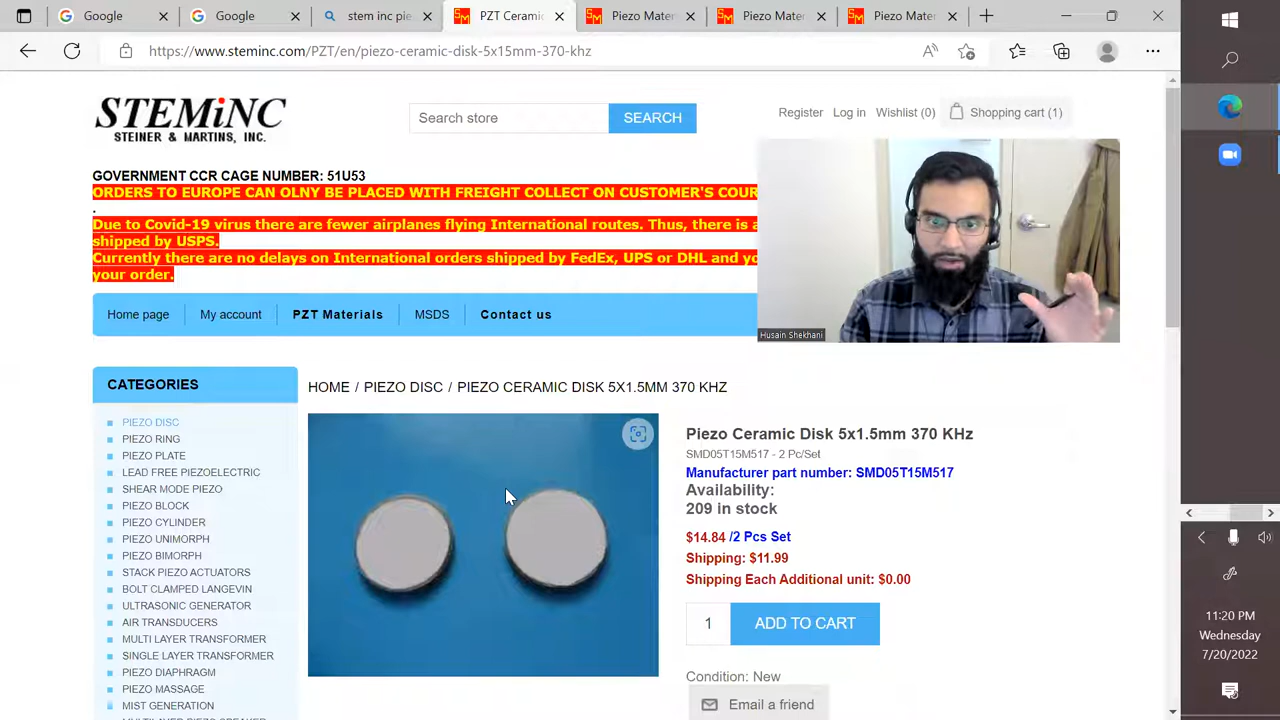 Google
Google
stem inc pie
PZT Ceramic
Piezo Mater
Piezo Mate
Piezo Mater
https://www.steminc.com/PZT/en/piezo-ceramic-disk-5x15mm-370-khz
STEMiNC
STEINER & MARTINS, INC.
Search store
SEARCH
Register
Log in
Wishlist (0)
Shopping cart (1)
GOVERNMENT CCR CAGE NUMBER: 51U53
ORDERS TO EUROPE CAN OLNY BE PLACED WITH FREIGHT COLLECT ON CUSTOMER'S COUR
.
Due to Covid-19 virus there are fewer airplanes flying International routes. Thus, there is a
shipped by USPS.
Currently there are no delays on International orders shipped by FedEx, UPS or DHL and yo
your order.
Husain Shekhani
Home page
My account
PZT Materials
MSDS
Contact us
CATEGORIES
PIEZO DISC
PIEZO RING
PIEZO PLATE
LEAD FREE PIEZOELECTRIC
SHEAR MODE PIEZO
PIEZO BLOCK
PIEZO CYLINDER
PIEZO UNIMORPH
PIEZO BIMORPH
STACK PIEZO ACTUATORS
BOLT CLAMPED LANGEVIN
ULTRASONIC GENERATOR
AIR TRANSDUCERS
MULTI LAYER TRANSFORMER
SINGLE LAYER TRANSFORMER
PIEZO DIAPHRAGM
PIEZO MASSAGE
MIST GENERATION
MULTILAYER PIEZO SPEAKER
HOME / PIEZO DISC / PIEZO CERAMIC DISK 5X1.5MM 370 KHZ
Piezo Ceramic Disk 5x1.5mm 370 KHz
SMD05T15M517 - 2 Pc/Set
Manufacturer part number: SMD05T15M517
Availability:
209 in stock
$14.84 /2 Pcs Set
Shipping: $11.99
Shipping Each Additional unit: $0.00
1
ADD TO CART
Condition: New
Email a friend
11:20 PM
Wednesday
7/20/2022